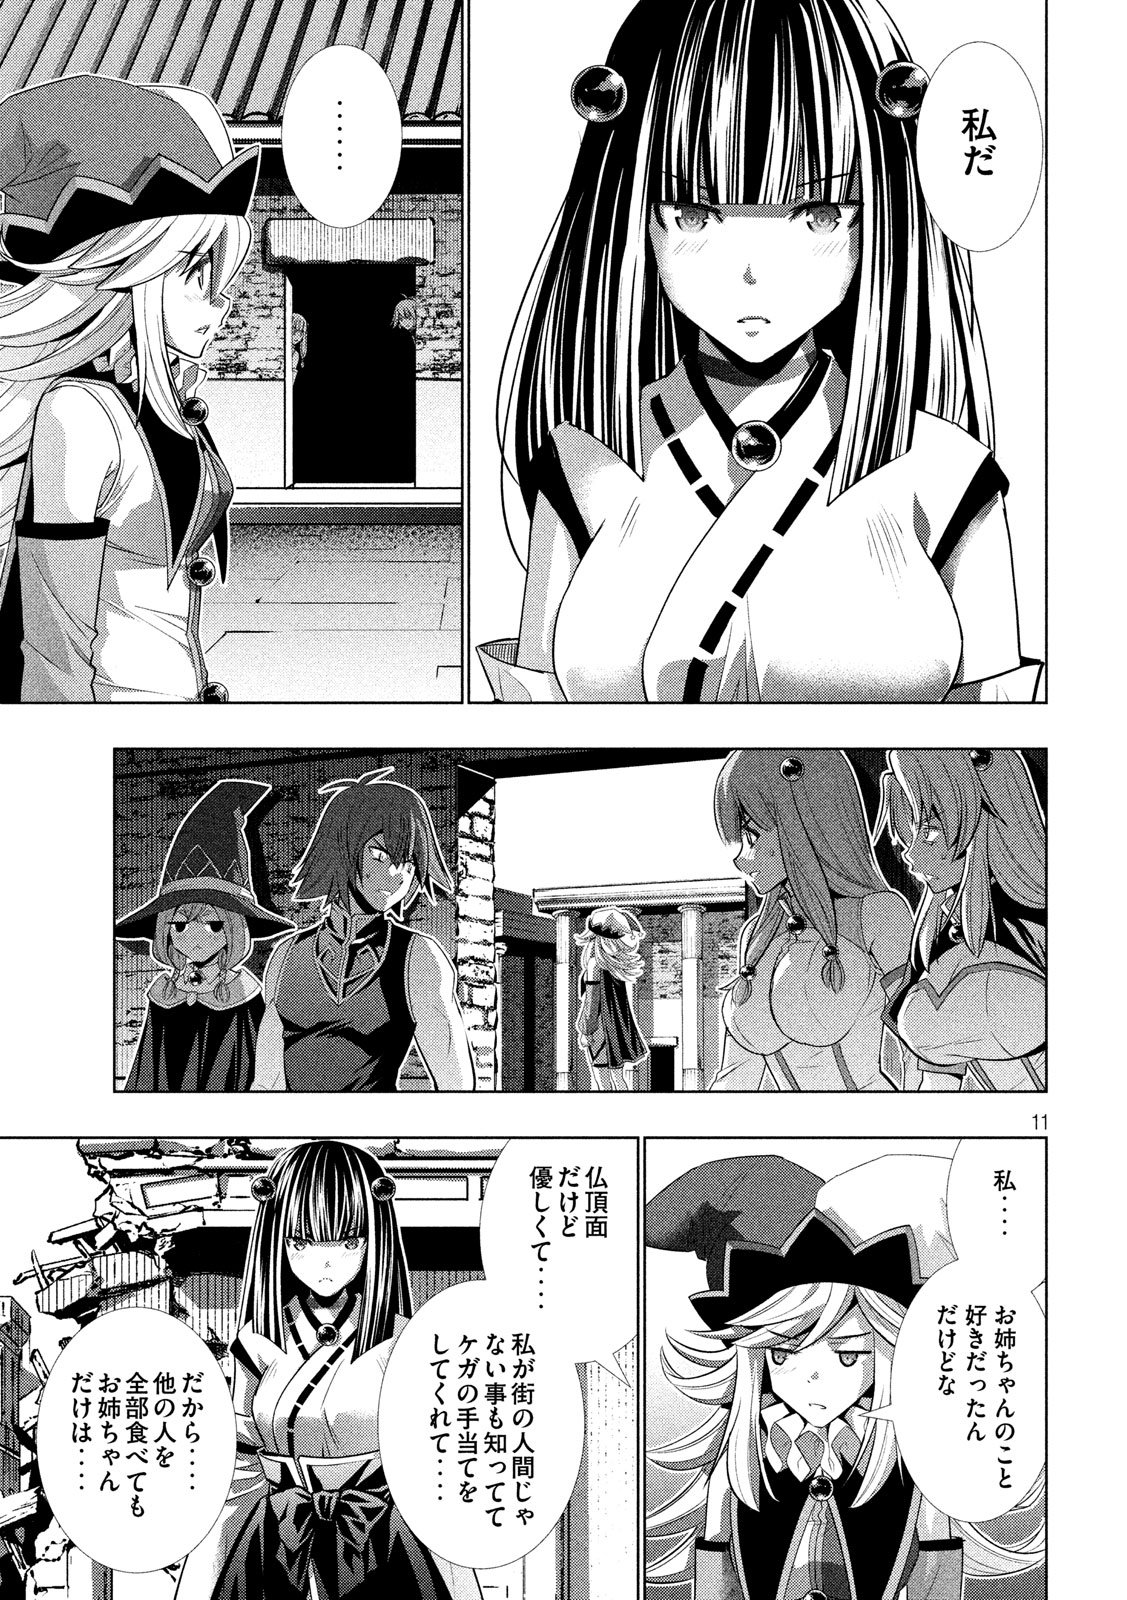 私だ
‥‥‥
11
私‥‥
お姉ちゃんのこと
好きだったん
だけどな
仏頂面
だけど
優しくて‥‥
私が街の人間じゃ
ない事も知ってて
ケガの手当てを
してくれて‥‥
だから‥‥
他の人を
全部食べても
お姉ちゃん
だけは‥‥